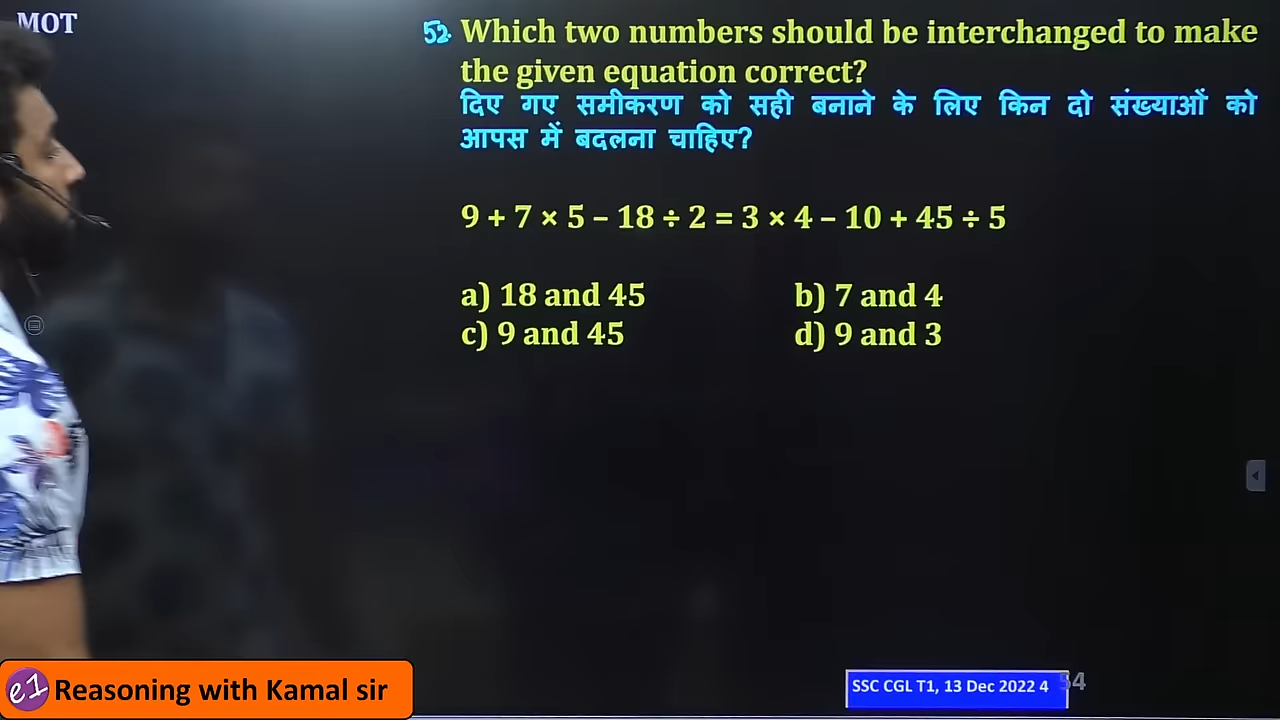 MOT
52. Which two numbers should be interchanged to make
the given equation correct?
दिए गए समीकरण को सही बनाने के लिए किन दो संख्याओं को
आपस में बदलना चाहिए?
9 + 7 × 5 – 18 ÷ 2 = 3 × 4 – 10 + 45 ÷ 5
a) 18 and 45
b) 7 and 4
c) 9 and 45
d) 9 and 3
e1 Reasoning with Kamal sir
SSC CGL T1, 13 Dec 2022 4
54